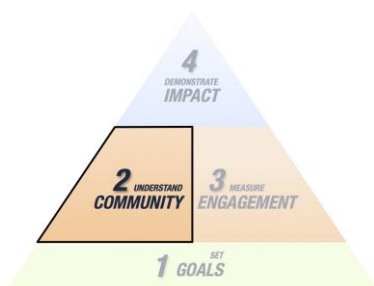 4
DEMONSTRATE
IMPACT
2 UNDERSTAND
COMMUNITY
3 MEASURE
ENGAGEMENT
1 SET
GOALS